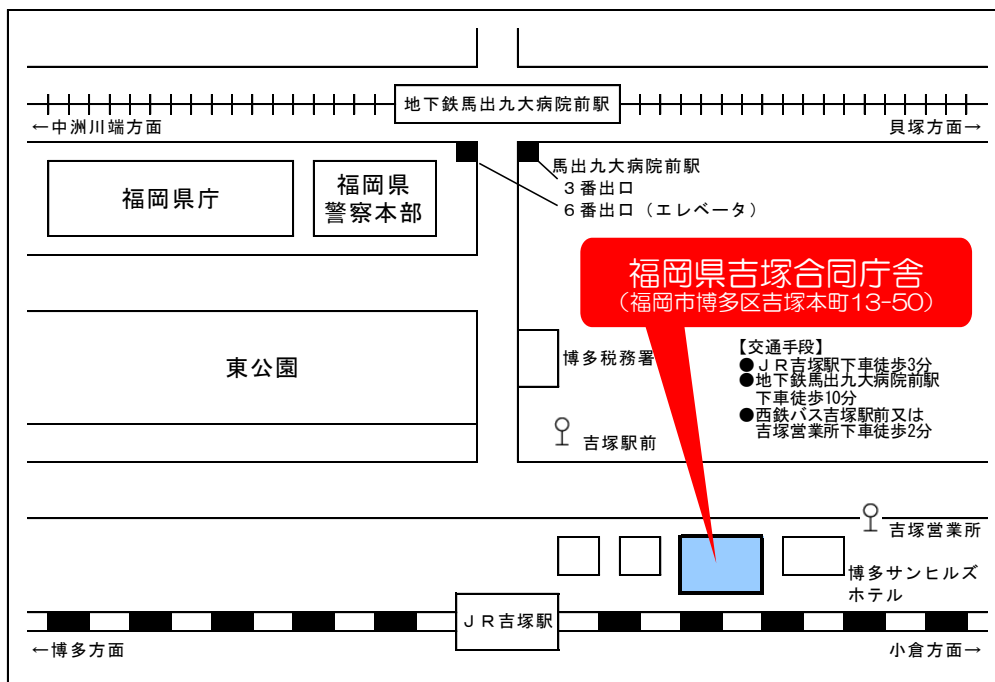 地下鉄馬出九大病院前駅
←中洲川端方面
貝塚方面→
馬出九大病院前駅
3番出口
6番出口（エレベータ）
福岡県庁
福岡県
警察本部
福岡県吉塚合同庁舎
（福岡市博多区吉塚本町13-50）
東公園
博多税務署
【交通手段】
●ＪＲ吉塚駅下車徒歩3分
●地下鉄馬出九大病院前駅
下車徒歩10分
●西鉄バス吉塚駅前又は
吉塚営業所下車徒歩2分
吉塚駅前
吉塚営業所
博多サンヒルズ
ホテル
ＪＲ吉塚駅
←博多方面
小倉方面→